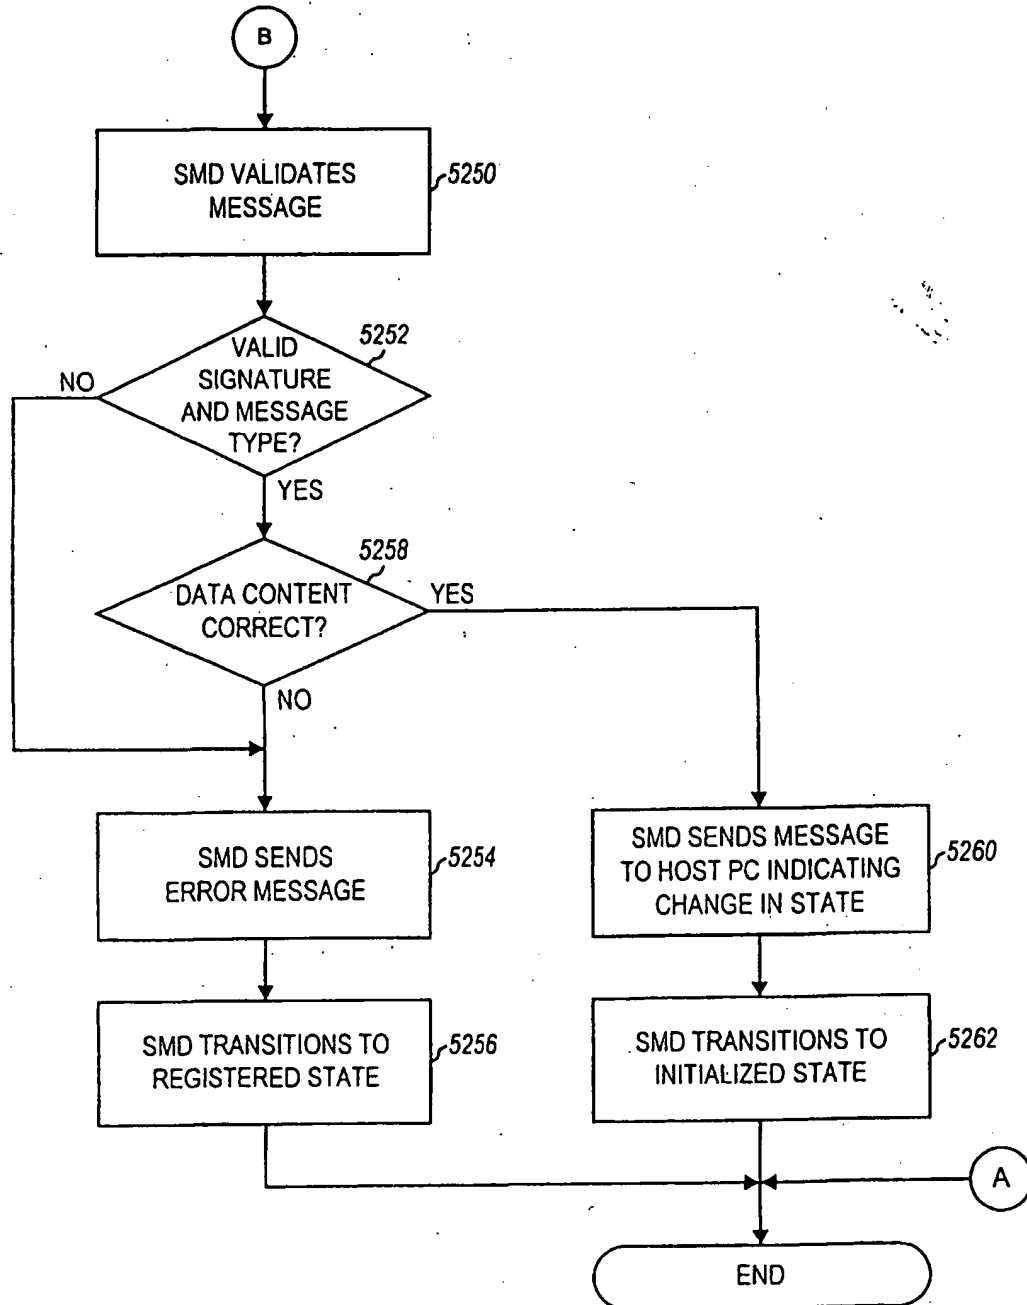 B
SMD VALIDATES
MESSAGE
5250
VALID
SIGNATURE
AND MESSAGE
TYPE?
5252
NO
YES
DATA CONTENT
CORRECT?
5258
YES
NO
SMD SENDS
ERROR MESSAGE
5254
SMD SENDS MESSAGE
TO HOST PC INDICATING
CHANGE IN STATE
5260
SMD TRANSITIONS TO
REGISTERED STATE
5256
SMD TRANSITIONS TO
INITIALIZED STATE
5262
A
END